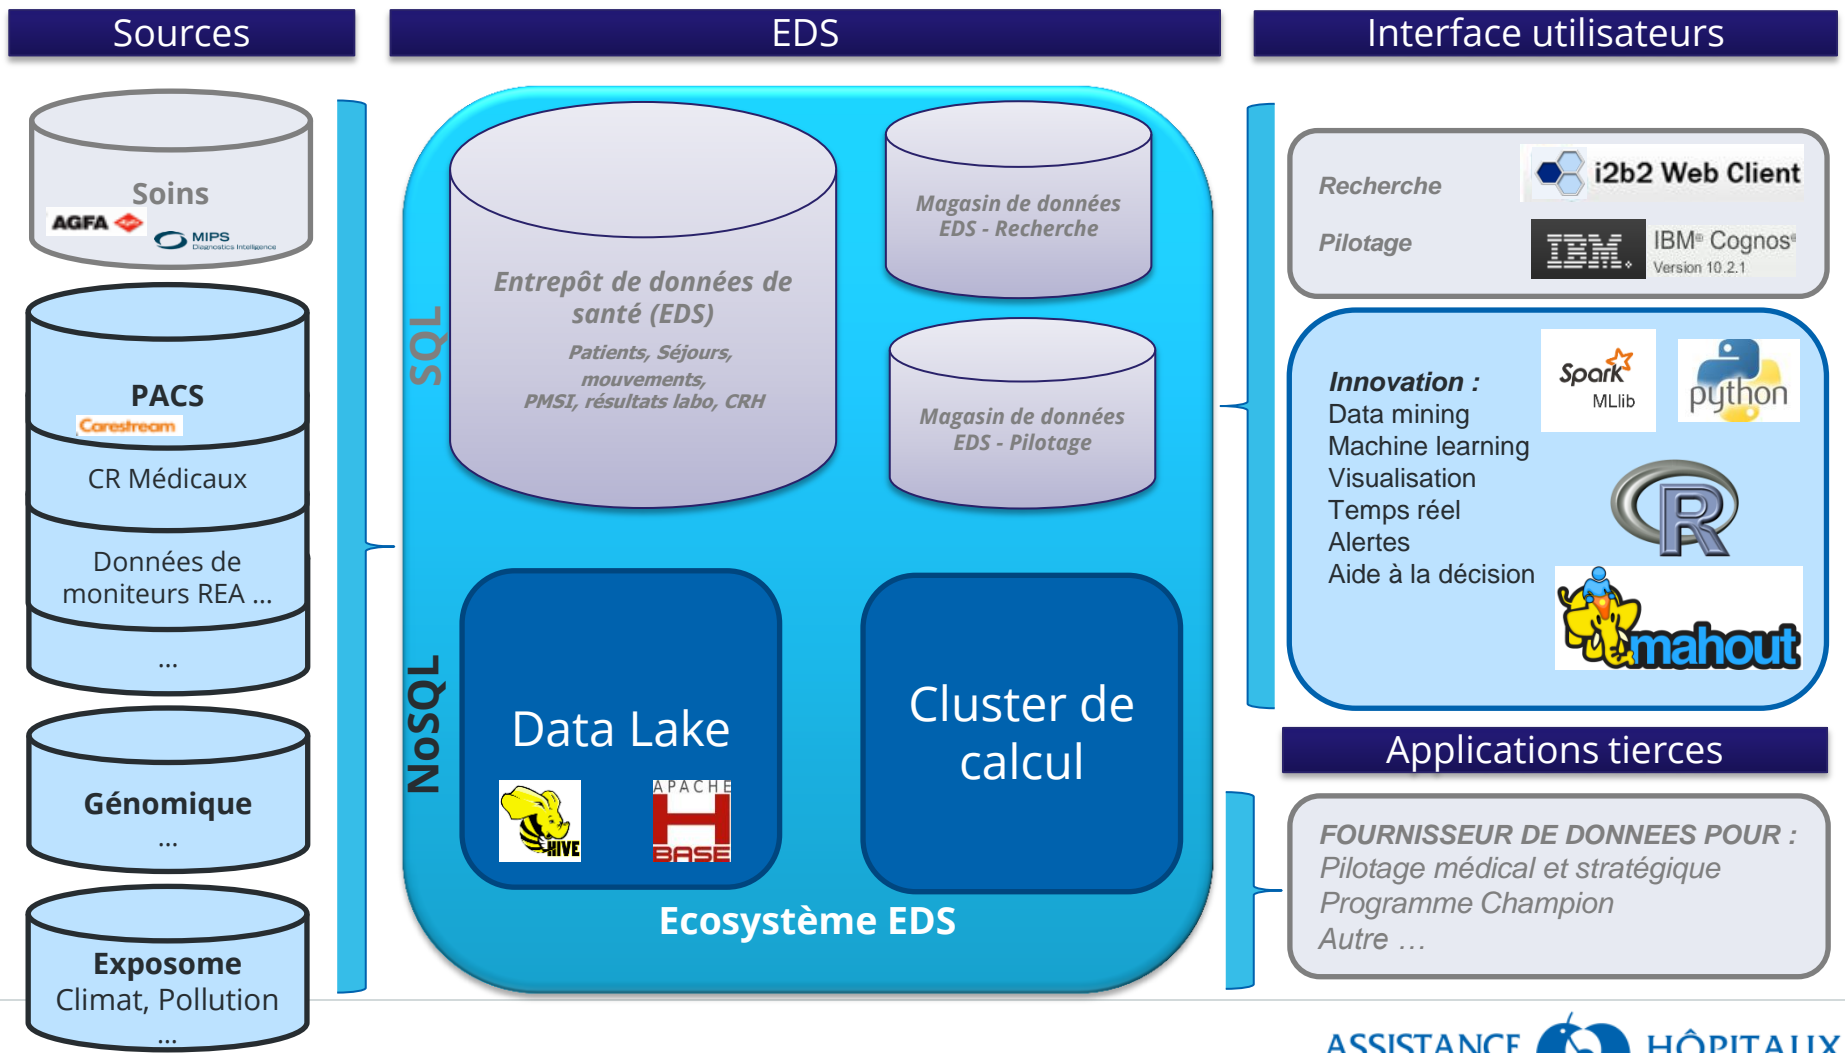 Sources
EDS
Interface utilisateurs
Soins
AGFA
MIPS
Diagnostics Intelligence
PACS
Carestream
CR Médicaux
Données de
moniteurs REA ...
...
Génomique
...
Exposome
Climat, Pollution
...
SQL
Entrepôt de données de
santé (EDS)
Patients, Séjours,
mouvements,
PMSI, résultats labo, CRH
Magasin de données
EDS - Recherche
Magasin de données
EDS - Pilotage
NoSQL
Data Lake
HIVE
APACHE
HBASE
Cluster de
calcul
Ecosystème EDS
Recherche
i2b2 Web Client
Pilotage
IBM.
IBM® Cognos®
Version 10.2.1
Innovation :
Data mining
Machine learning
Visualisation
Temps réel
Alertes
Aide à la décision
Spark
MLlib
python
R
mahout
Applications tierces
FOURNISSEUR DE DONNEES POUR :
Pilotage médical et stratégique
Programme Champion
Autre …
ASSISTANCE HÔPITAUX